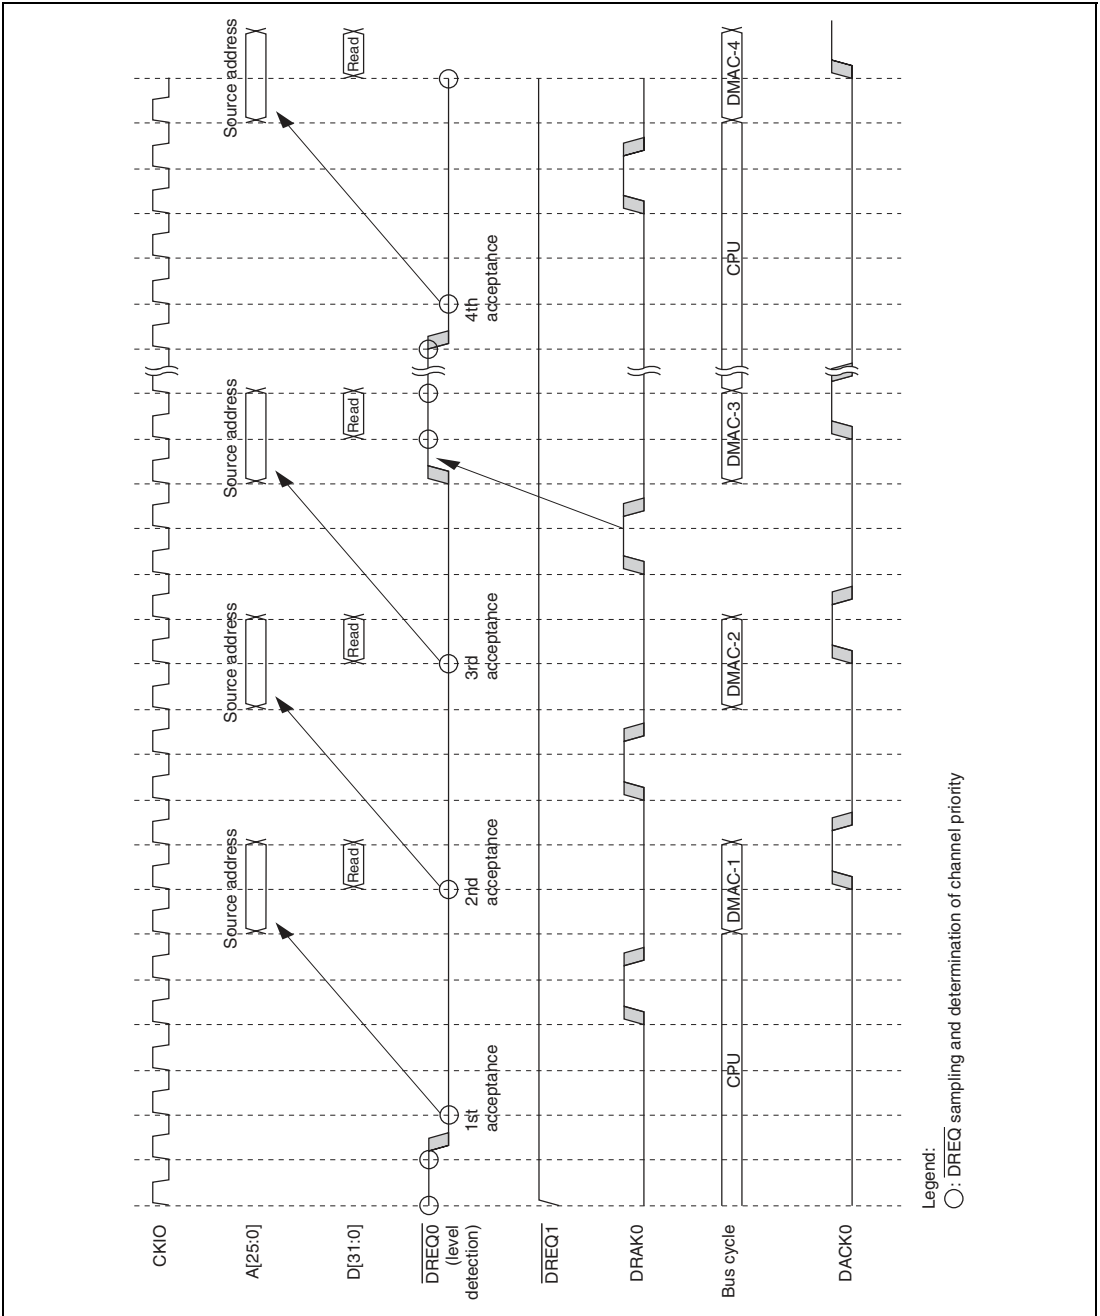 CKIO
A[25:0]
Source address
Source address
Source address
Source address
D[31:0]
Read
Read
Read
Read
DREQ0
(level
detection)
1st
acceptance
2nd
acceptance
3rd
acceptance
4th
acceptance
DREQ1
DRAK0
Bus cycle
CPU
DMAC-1
DMAC-2
DMAC-3
CPU
DMAC-4
DACK0
Legend:
○: DREQ sampling and determination of channel priority